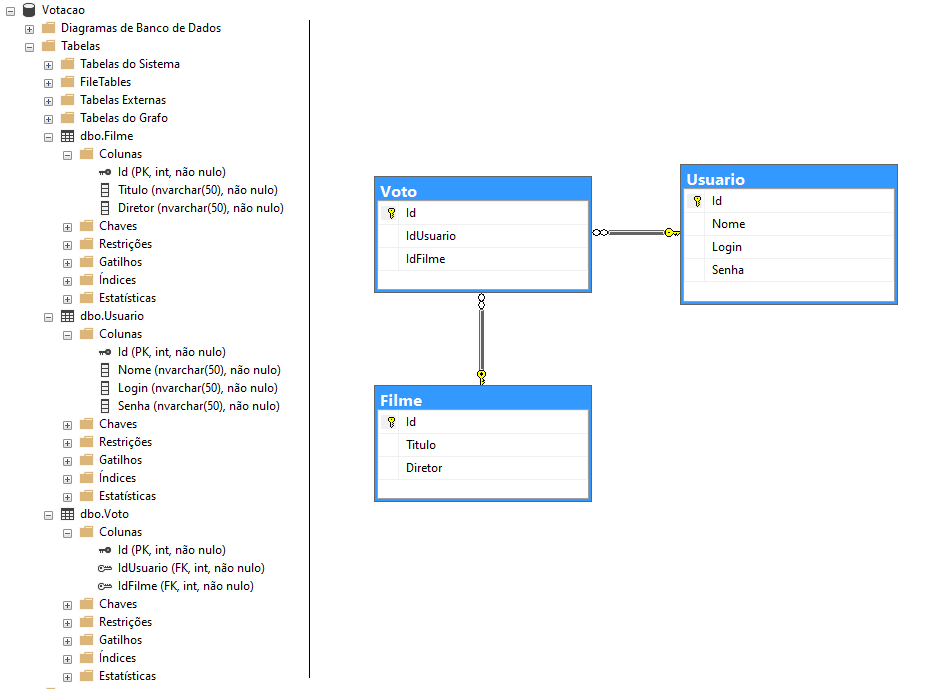 Votacao
Diagramas de Banco de Dados
Tabelas
Tabelas do Sistema
FileTables
Tabelas Externas
Tabelas do Grafo
dbo.Filme
Colunas
Id (PK, int, não nulo)
Titulo (nvarchar(50), não nulo)
Diretor (nvarchar(50), não nulo)
Chaves
Restrições
Gatilhos
Índices
Estatísticas
dbo.Usuario
Colunas
Id (PK, int, não nulo)
Nome (nvarchar(50), não nulo)
Login (nvarchar(50), não nulo)
Senha (nvarchar(50), não nulo)
Chaves
Restrições
Gatilhos
Índices
Estatísticas
dbo.Voto
Colunas
Id (PK, int, não nulo)
IdUsuario (FK, int, não nulo)
IdFilme (FK, int, não nulo)
Chaves
Restrições
Gatilhos
Índices
Estatísticas
Voto
Id
IdUsuario
IdFilme
Usuario
Id
Nome
Login
Senha
Filme
Id
Titulo
Diretor